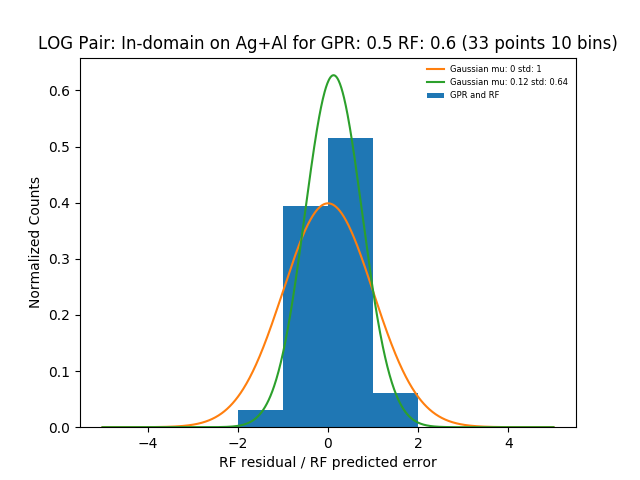 LOG Pair: In-domain on Ag+Al for GPR: 0.5 RF: 0.6 (33 points 10 bins)
Gaussian mu: 0 std: 1
Gaussian mu: 0.12 std: 0.64
GPR and RF
Normalized Counts
0.6
0.5
0.4
0.3
0.2
0.1
0.0
−4
−2
0
2
4
RF residual / RF predicted error